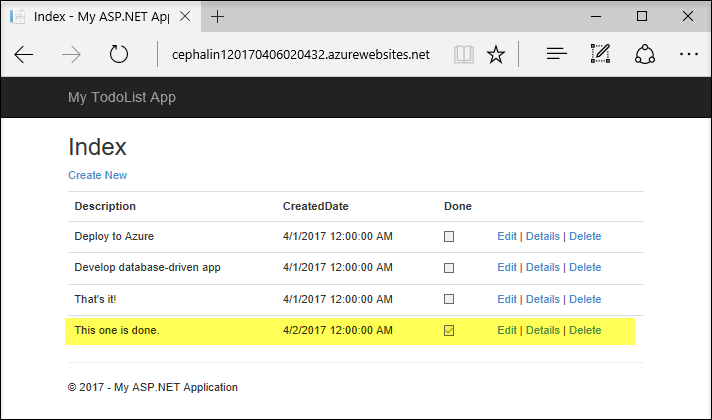 Index - My ASP.NET Ap
cephalin120170406020432.azurewebsites.net
My TodoList App
Index
Create New
Description CreatedDate Done
Deploy to Azure 4/1/2017 12:00:00 AM Edit | Details | Delete
Develop database-driven app 4/1/2017 12:00:00 AM Edit | Details | Delete
That's it! 4/1/2017 12:00:00 AM Edit | Details | Delete
This one is done. 4/2/2017 12:00:00 AM Edit | Details | Delete
© 2017 - My ASP.NET Application